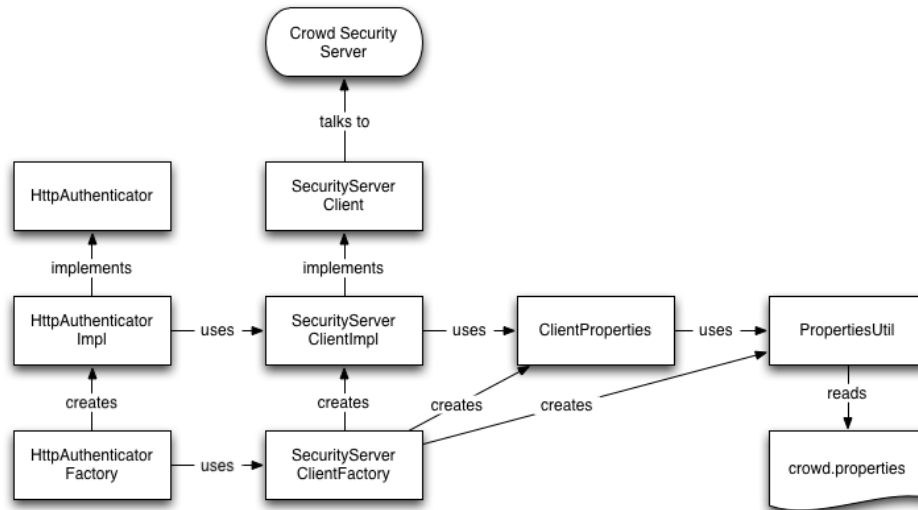 Crowd Security
Server
talks to
HttpAuthenticator
SecurityServer
Client
implements
implements
HttpAuthenticator
Impl
uses
SecurityServer
ClientImpl
uses
ClientProperties
uses
PropertiesUtil
creates
creates
creates
creates
reads
HttpAuthenticator
Factory
uses
SecurityServer
ClientFactory
crowd.properties